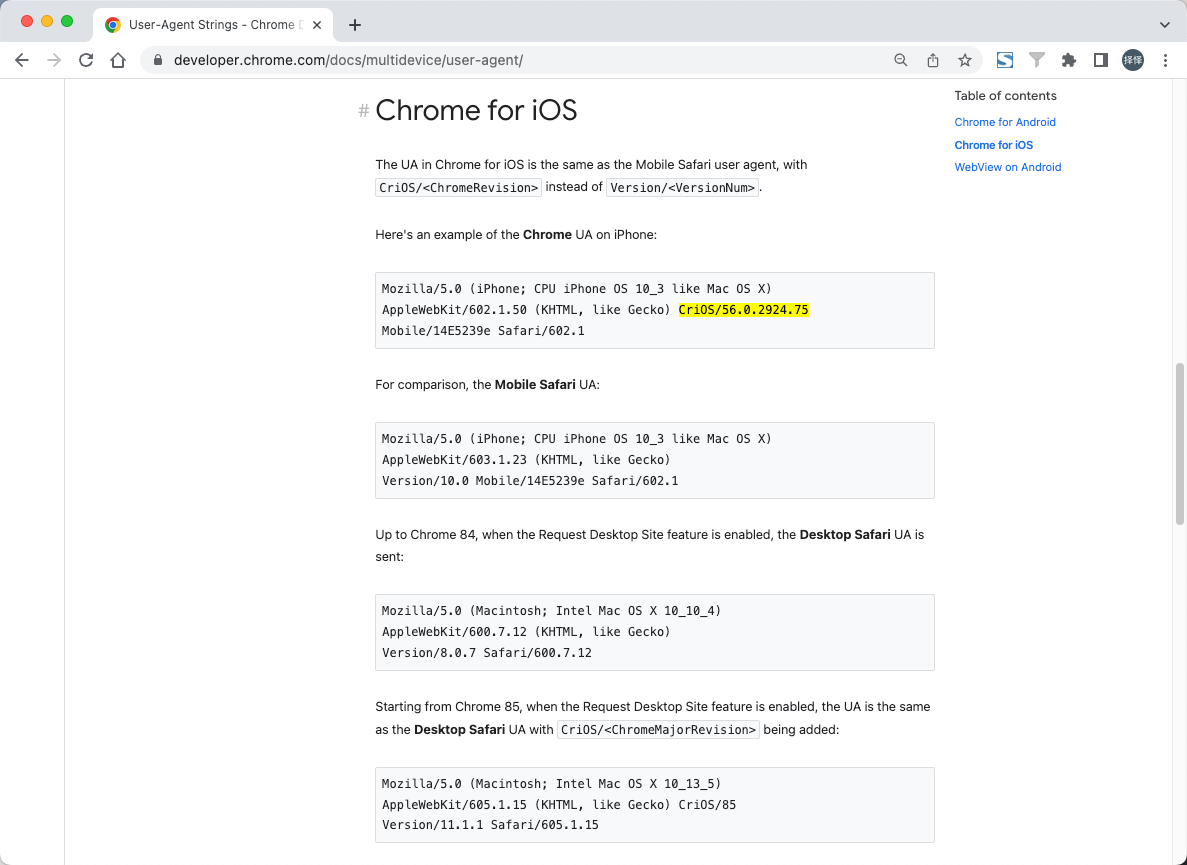 User-Agent Strings - Chrome
developer.chrome.com/docs/multidevice/user-agent/
择怿
# Chrome for iOS
The UA in Chrome for iOS is the same as the Mobile Safari user agent, with
CriOS/<ChromeRevision> instead of Version/<VersionNum>.
Here's an example of the Chrome UA on iPhone:
Mozilla/5.0 (iPhone; CPU iPhone OS 10_3 like Mac OS X)
AppleWebKit/602.1.50 (KHTML, like Gecko) CriOS/56.0.2924.75
Mobile/14E5239e Safari/602.1
For comparison, the Mobile Safari UA:
Mozilla/5.0 (iPhone; CPU iPhone OS 10_3 like Mac OS X)
AppleWebKit/603.1.23 (KHTML, like Gecko)
Version/10.0 Mobile/14E5239e Safari/602.1
Up to Chrome 84, when the Request Desktop Site feature is enabled, the Desktop Safari UA is
sent:
Mozilla/5.0 (Macintosh; Intel Mac OS X 10_10_4)
AppleWebKit/600.7.12 (KHTML, like Gecko)
Version/8.0.7 Safari/600.7.12
Starting from Chrome 85, when the Request Desktop Site feature is enabled, the UA is the same
as the Desktop Safari UA with CriOS/<ChromeMajorRevision> being added:
Mozilla/5.0 (Macintosh; Intel Mac OS X 10_13_5)
AppleWebKit/605.1.15 (KHTML, like Gecko) CriOS/85
Version/11.1.1 Safari/605.1.15
Table of contents
Chrome for Android
Chrome for iOS
WebView on Android